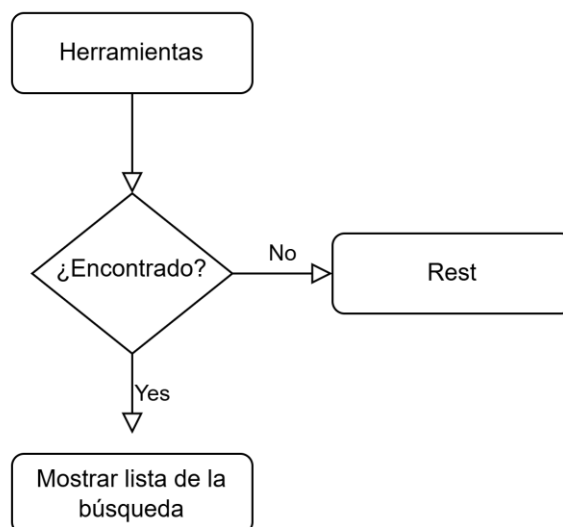 Herramientas
¿Encontrado?
No
Rest
Yes
Mostrar lista de la
búsqueda